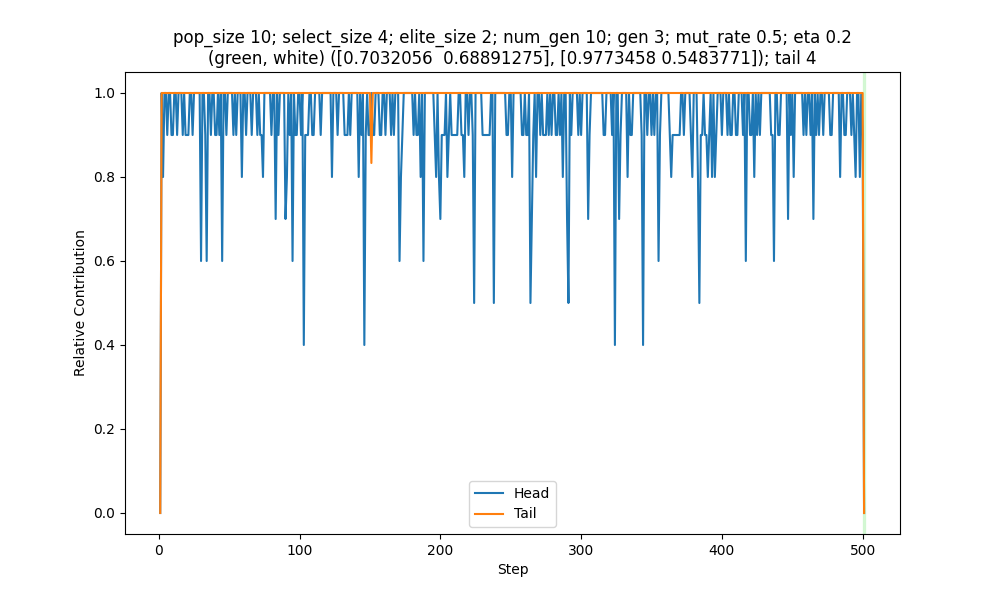 pop_size 10; select_size 4; elite_size 2; num_gen 10; gen 3; mut_rate 0.5; eta 0.2
(green, white) ([0.7032056  0.68891275], [0.9773458 0.5483771]); tail 4
1.0
0.8
0.6
0.4
0.2
0.0
Relative Contribution
Head
Tail
0
100
200
300
400
500
Step